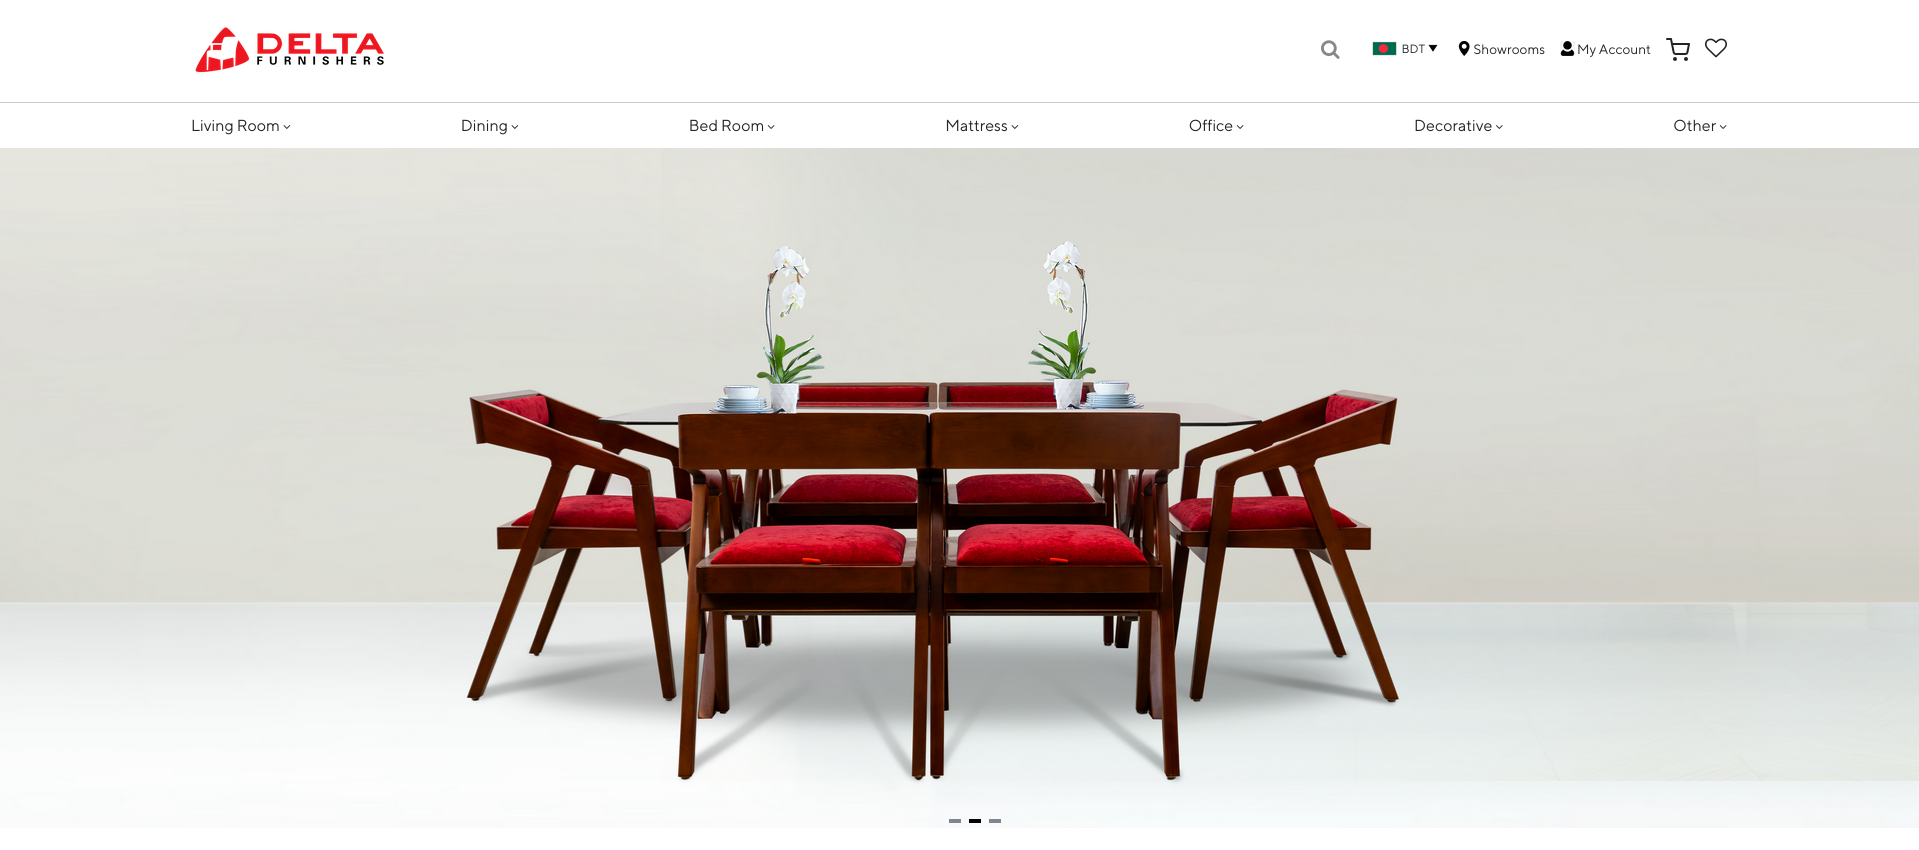 DELTA
FURNISHERS
BDT
Showrooms
My Account
Living Room
Dining
Bed Room
Mattress
Office
Decorative
Other